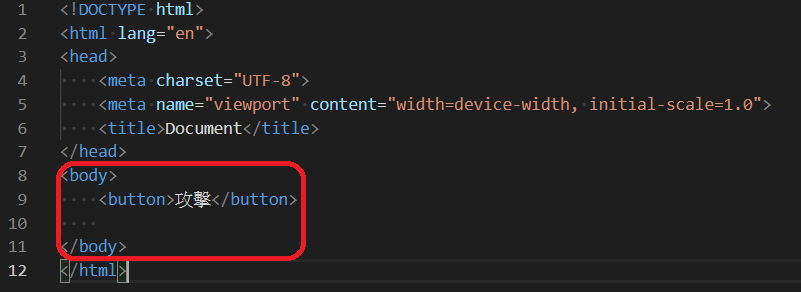 1 <!DOCTYPE html>
2 <html lang="en">
3 <head>
4     <meta charset="UTF-8">
5     <meta name="viewport" content="width=device-width, initial-scale=1.0">
6     <title>Document</title>
7 </head>
8 <body>
9     <button>攻擊</button>
10
11 </body>
12 </html>